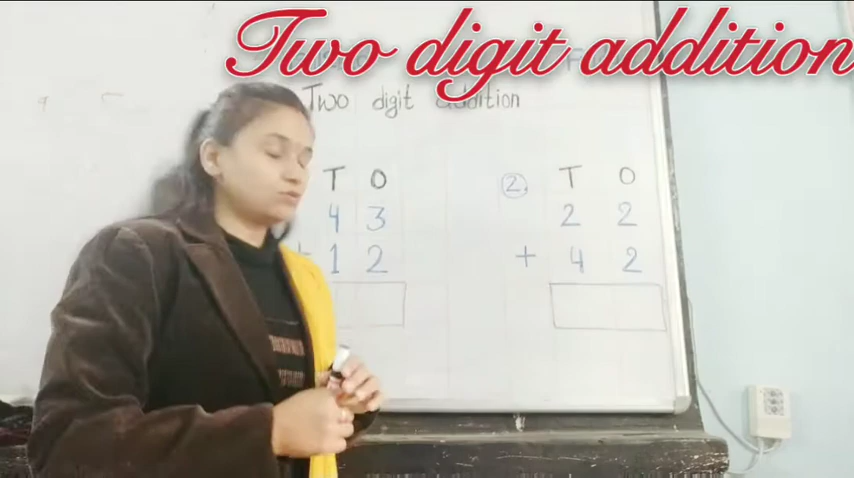 Two digit addition
Two digit addition
T O
4 3
+ 1 2
② T O
2 2
+ 4 2